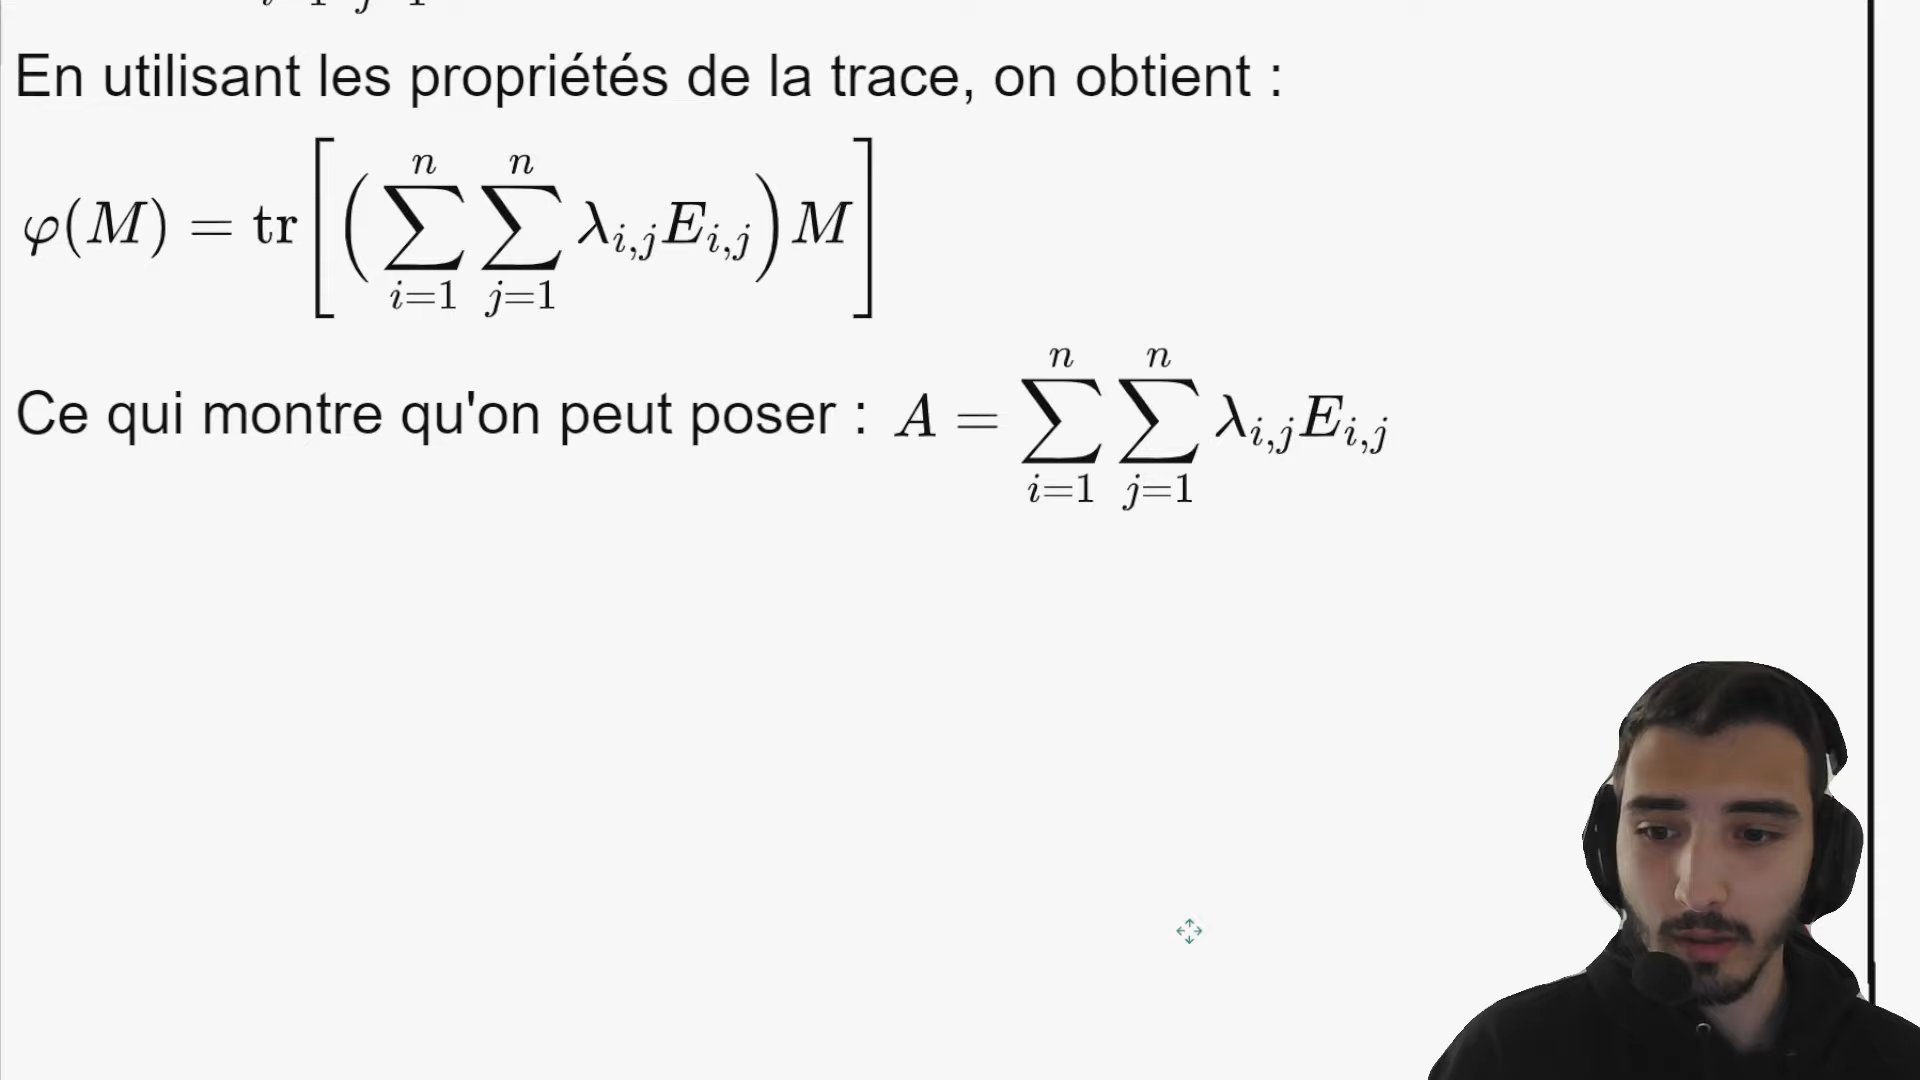 En utilisant les propriétés de la trace, on obtient :
φ(M) = tr[(∑_{i=1}^{n} ∑_{j=1}^{n} λ_{i,j}E_{i,j})M]
Ce qui montre qu'on peut poser : A = ∑_{i=1}^{n} ∑_{j=1}^{n} λ_{i,j}E_{i,j}